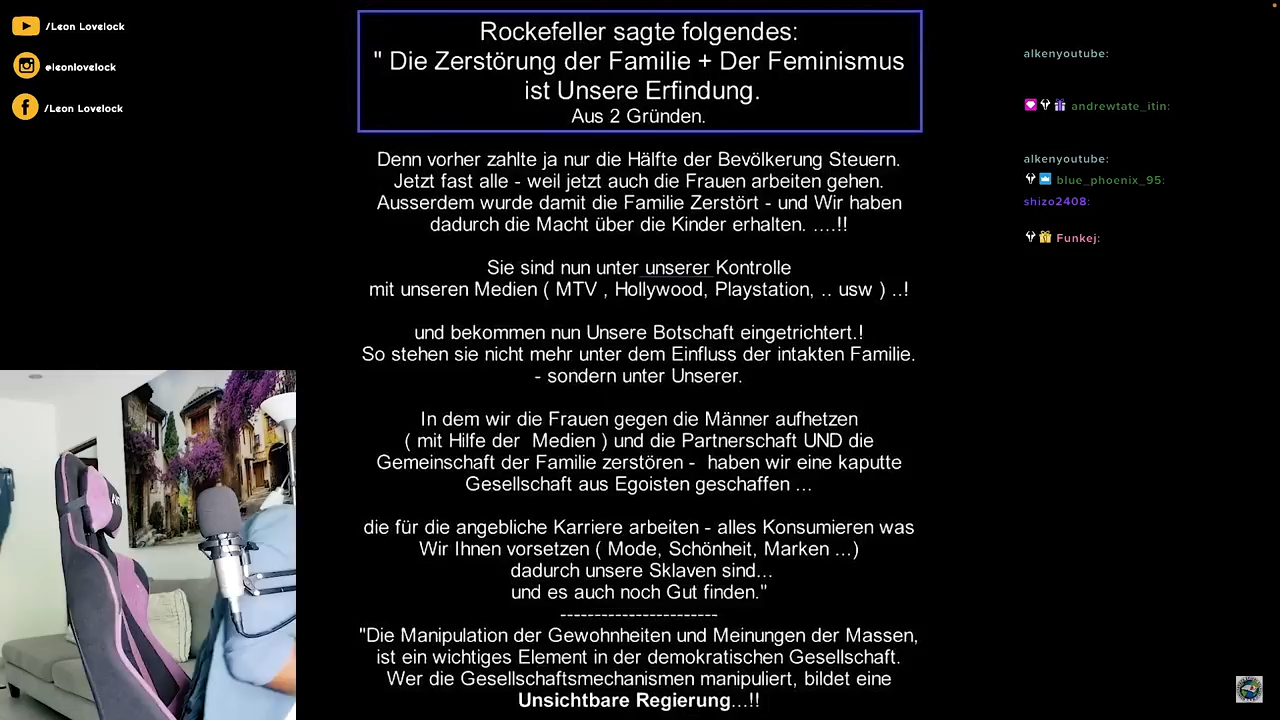 /Leon Lovelock
@leonlovelock
/Leon Lovelock
Rockefeller sagte folgendes:
" Die Zerstörung der Familie + Der Feminismus
ist Unsere Erfindung.
Aus 2 Gründen.
Denn vorher zahlte ja nur die Hälfte der Bevölkerung Steuern.
Jetzt fast alle - weil jetzt auch die Frauen arbeiten gehen.
Ausserdem wurde damit die Familie Zerstört - und Wir haben
dadurch die Macht über die Kinder erhalten. ....!!
Sie sind nun unter unserer Kontrolle
mit unseren Medien ( MTV , Hollywood, Playstation, .. usw ) ..!
und bekommen nun Unsere Botschaft eingetrichtert.!
So stehen sie nicht mehr unter dem Einfluss der intakten Familie.
- sondern unter Unserer.
In dem wir die Frauen gegen die Männer aufhetzen
( mit Hilfe der Medien ) und die Partnerschaft UND die
Gemeinschaft der Familie zerstören - haben wir eine kaputte
Gesellschaft aus Egoisten geschaffen ...
die für die angebliche Karriere arbeiten - alles Konsumieren was
Wir Ihnen vorsetzen ( Mode, Schönheit, Marken ...)
dadurch unsere Sklaven sind...
und es auch noch Gut finden."
-----------------------
"Die Manipulation der Gewohnheiten und Meinungen der Massen,
ist ein wichtiges Element in der demokratischen Gesellschaft.
Wer die Gesellschaftsmechanismen manipuliert, bildet eine
Unsichtbare Regierung...!!
alkenyoutube:
andrewtate_itin:
alkenyoutube:
blue_phoenix_95:
shizo2408:
Funkej: